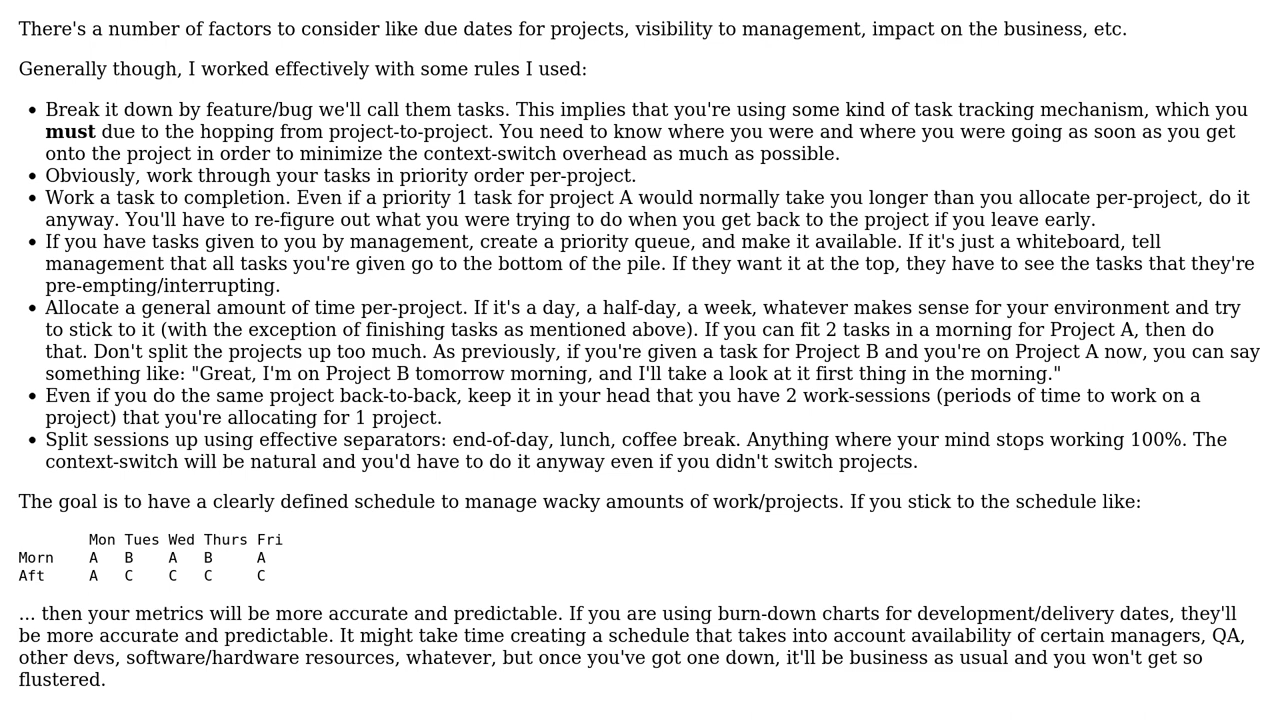 There's a number of factors to consider like due dates for projects, visibility to management, impact on the business, etc.
Generally though, I worked effectively with some rules I used:
• Break it down by feature/bug we'll call them tasks. This implies that you're using some kind of task tracking mechanism, which you
must due to the hopping from project-to-project. You need to know where you were and where you were going as soon as you get
onto the project in order to minimize the context-switch overhead as much as possible.
• Obviously, work through your tasks in priority order per-project.
• Work a task to completion. Even if a priority 1 task for project A would normally take you longer than you allocate per-project, do it
anyway. You'll have to re-figure out what you were trying to do when you get back to the project if you leave early.
• If you have tasks given to you by management, create a priority queue, and make it available. If it's just a whiteboard, tell
management that all tasks you're given go to the bottom of the pile. If they want it at the top, they have to see the tasks that they're
pre-empting/interrupting.
• Allocate a general amount of time per-project. If it's a day, a half-day, a week, whatever makes sense for your environment and try
to stick to it (with the exception of finishing tasks as mentioned above). If you can fit 2 tasks in a morning for Project A, then do
that. Don't split the projects up too much. As previously, if you're given a task for Project B and you're on Project A now, you can say
something like: "Great, I'm on Project B tomorrow morning, and I'll take a look at it first thing in the morning."
• Even if you do the same project back-to-back, keep it in your head that you have 2 work-sessions (periods of time to work on a
project) that you're allocating for 1 project.
• Split sessions up using effective separators: end-of-day, lunch, coffee break. Anything where your mind stops working 100%. The
context-switch will be natural and you'd have to do it anyway even if you didn't switch projects.
The goal is to have a clearly defined schedule to manage wacky amounts of work/projects. If you stick to the schedule like:
        Mon Tues Wed Thurs Fri
Morn    A   B    A   B     A
Aft     A   C    C   C     C
... then your metrics will be more accurate and predictable. If you are using burn-down charts for development/delivery dates, they'll
be more accurate and predictable. It might take time creating a schedule that takes into account availability of certain managers, QA,
other devs, software/hardware resources, whatever, but once you've got one down, it'll be business as usual and you won't get so
flustered.